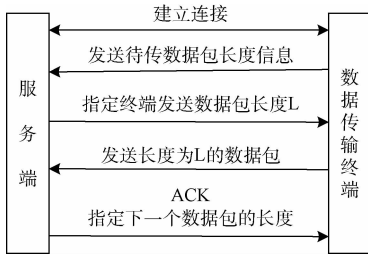 建立连接
发送待传数据包长度信息
指定终端发送数据包长度L
发送长度为L的数据包
ACK
指定下一个数据包的长度
服务端
数据传输终端